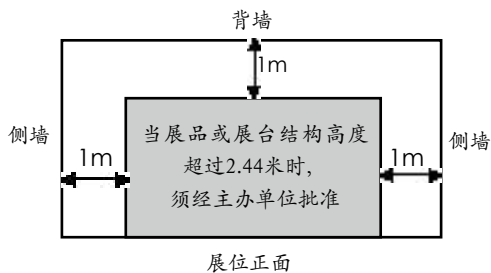 背墙
1m
侧墙
1m
当展品或展台结构高度
超过2.44米时,
须经主办单位批准
1m
侧墙
展位正面